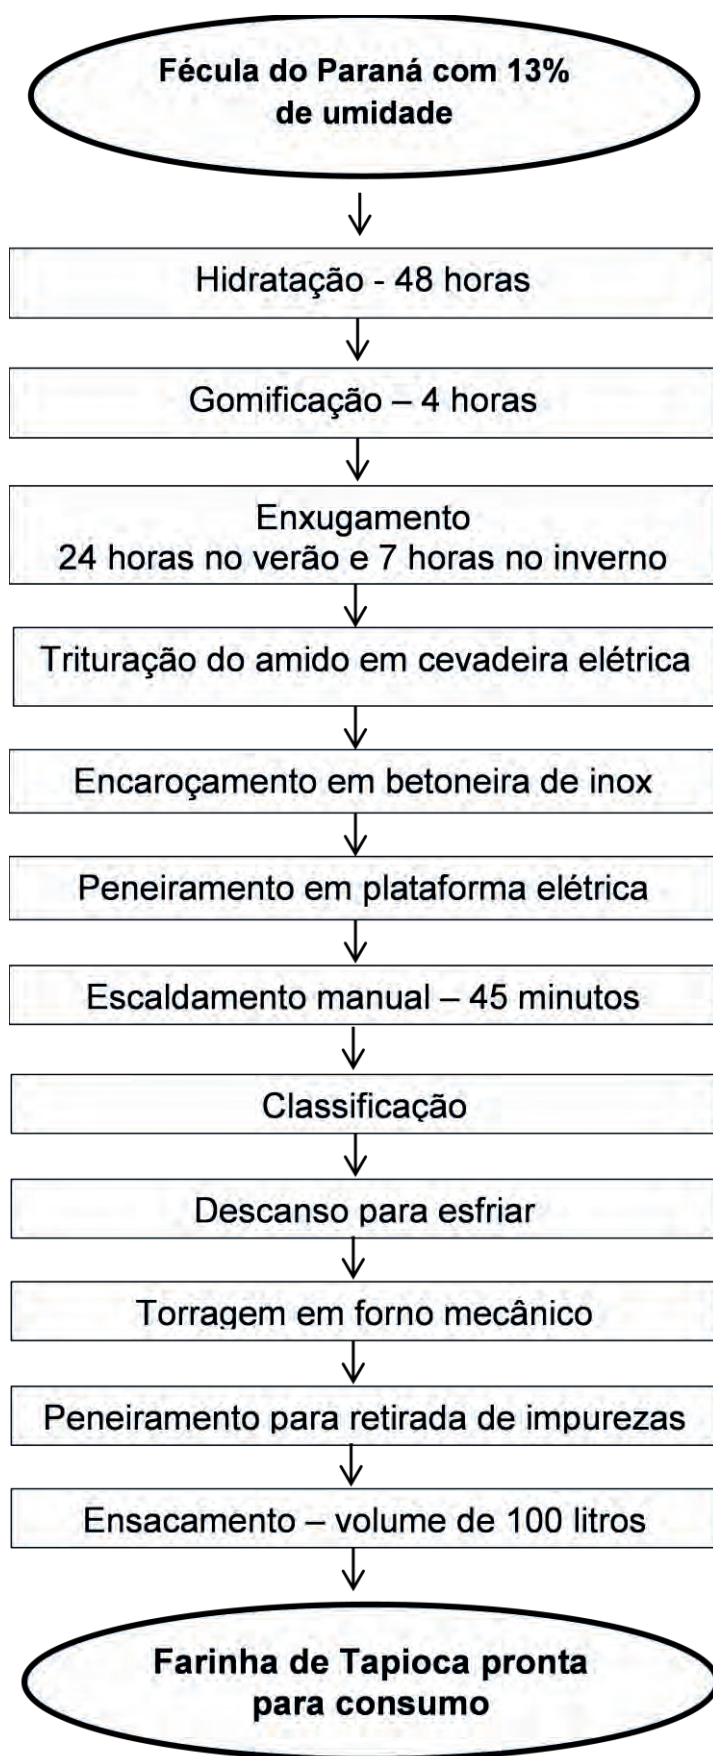 Fécula do Paraná com 13%
de umidade
Hidratação - 48 horas
Gomificação – 4 horas
Enxugamento
24 horas no verão e 7 horas no inverno
Trituração do amido em cevadeira elétrica
Encaroçamento em betoneira de inox
Peneiramento em plataforma elétrica
Escaldamento manual – 45 minutos
Classificação
Descanso para esfriar
Torragem em forno mecânico
Peneiramento para retirada de impurezas
Ensacamento – volume de 100 litros
Farinha de Tapioca pronta
para consumo